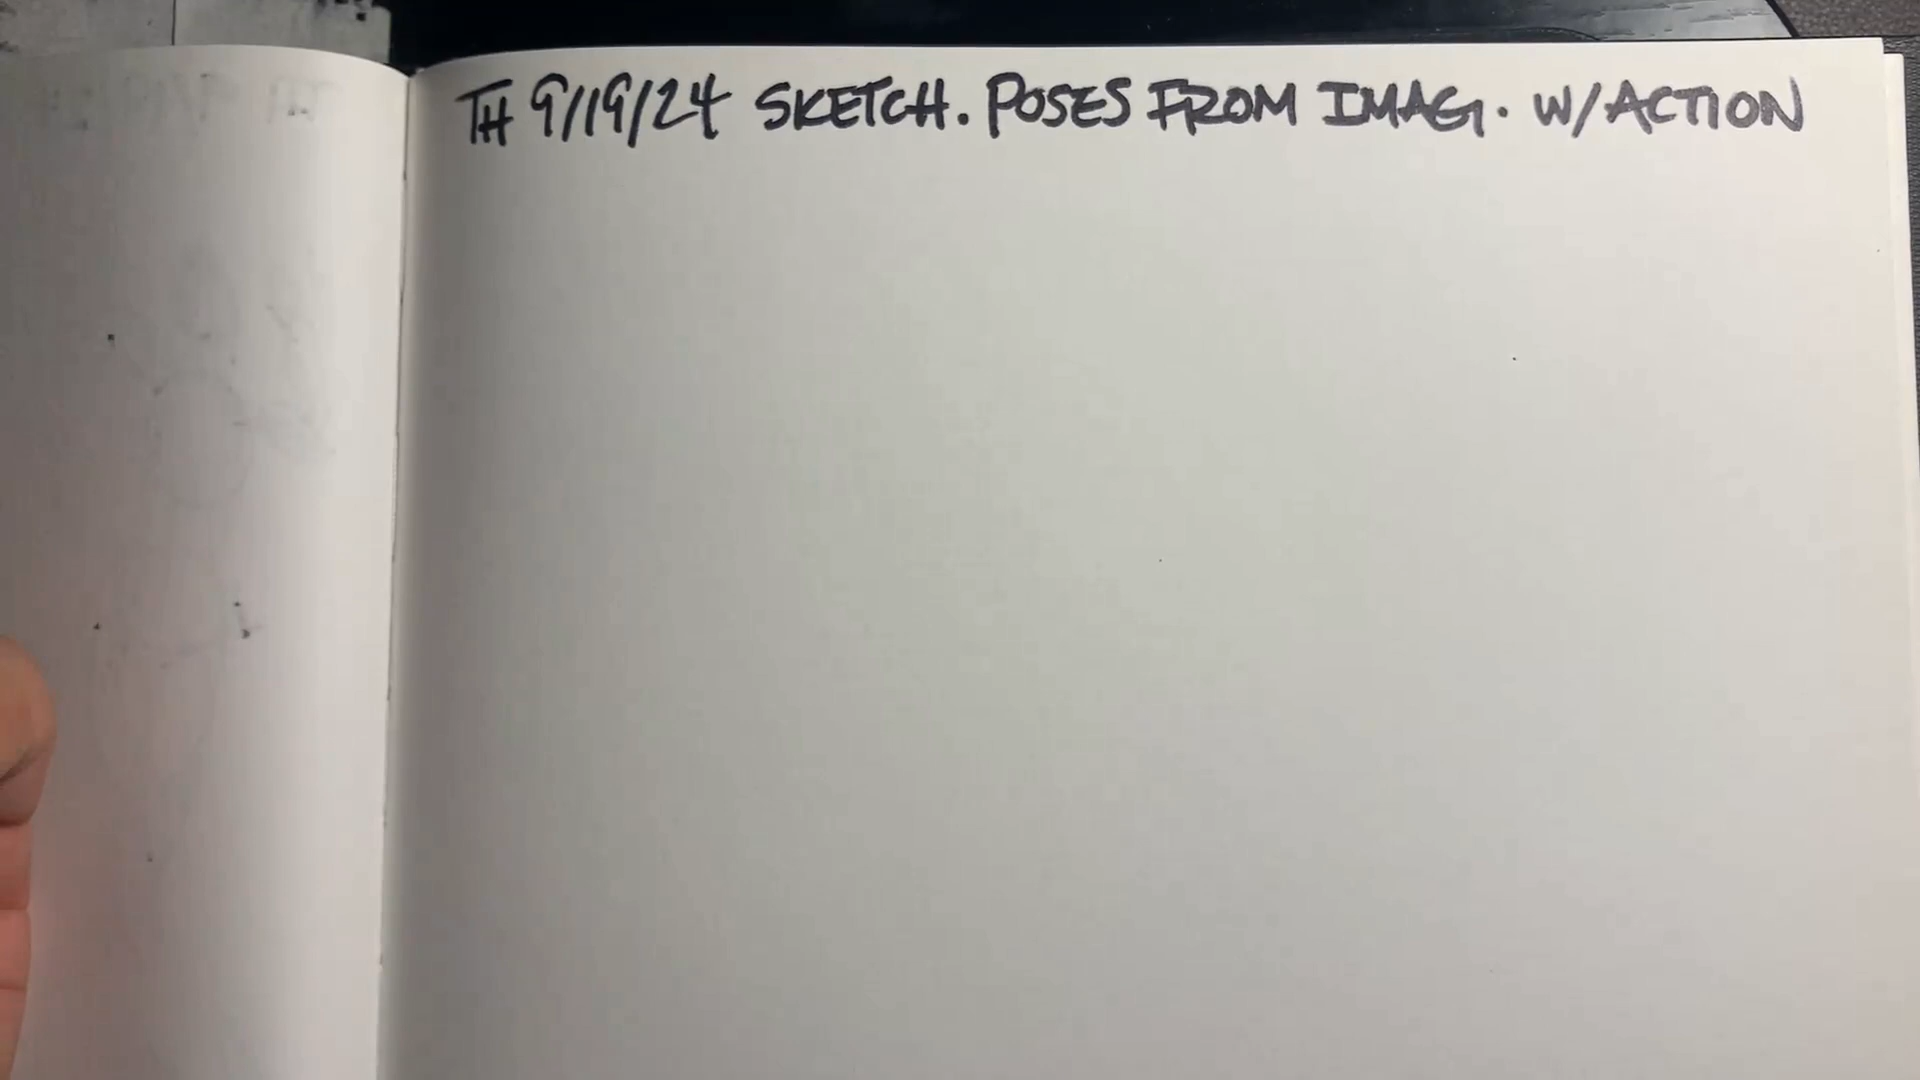 TH 9/19/24 SKETCH. POSES FROM IMAG. W/ACTION